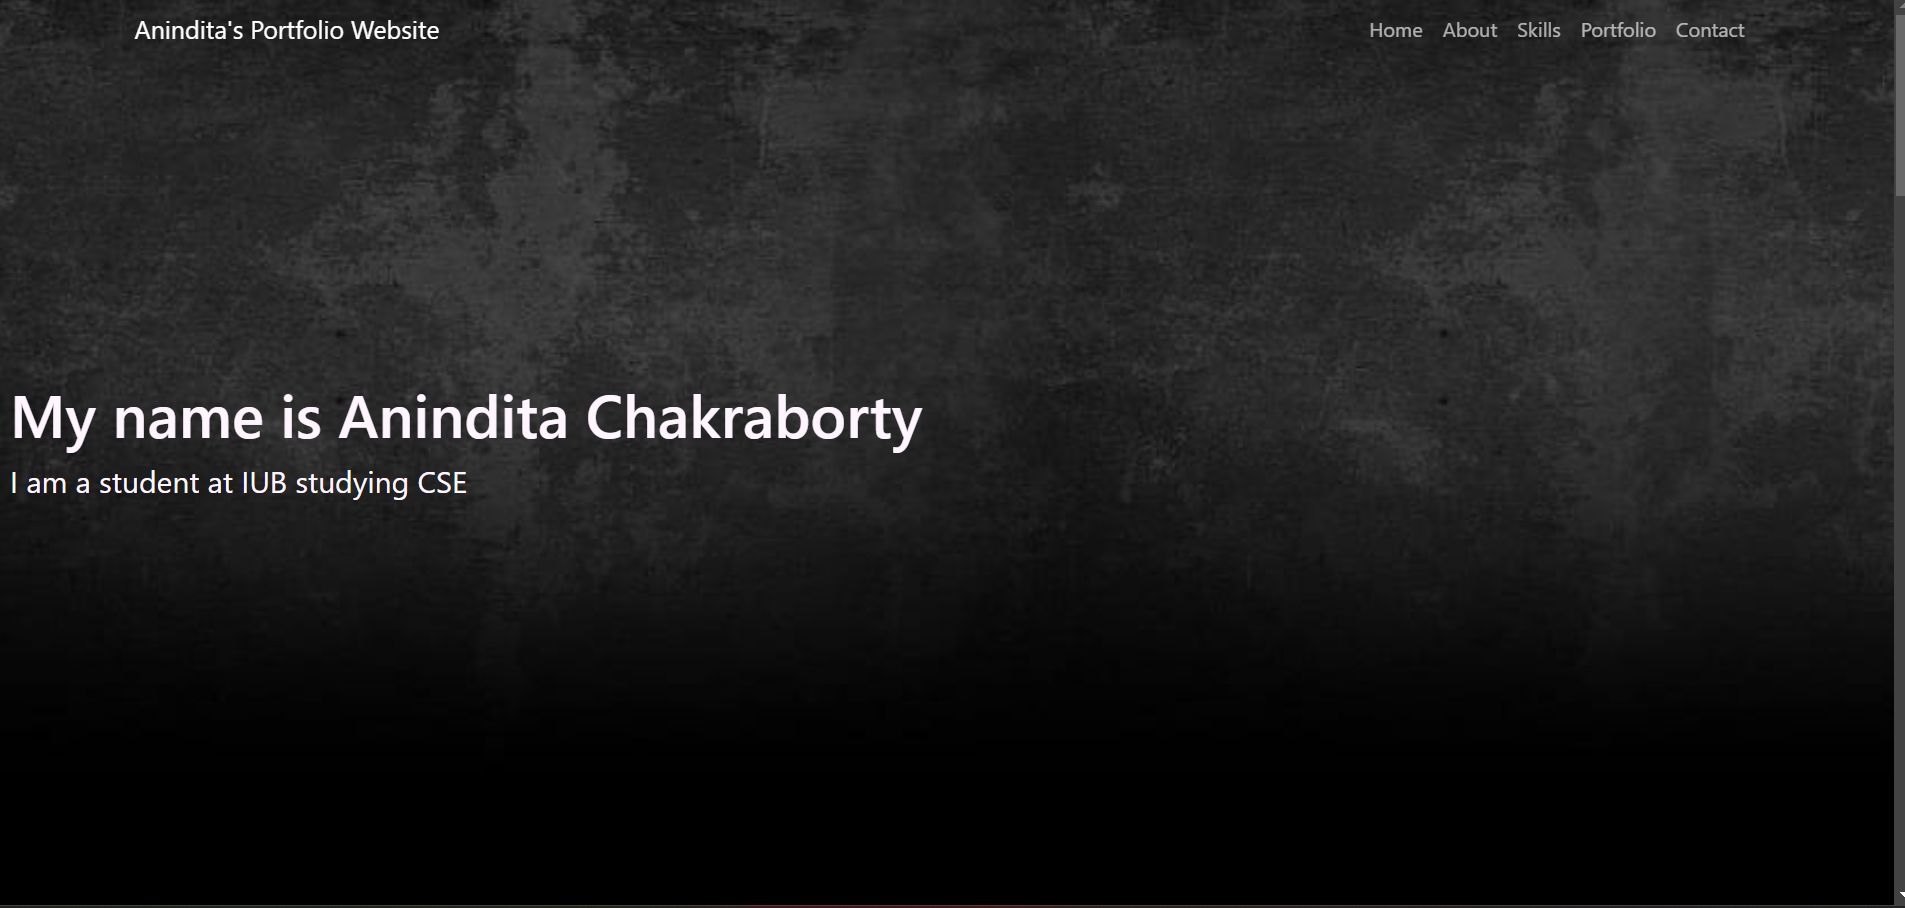 Anindita's Portfolio Website
Home About Skills Portfolio Contact
My name is Anindita Chakraborty
I am a student at IUB studying CSE